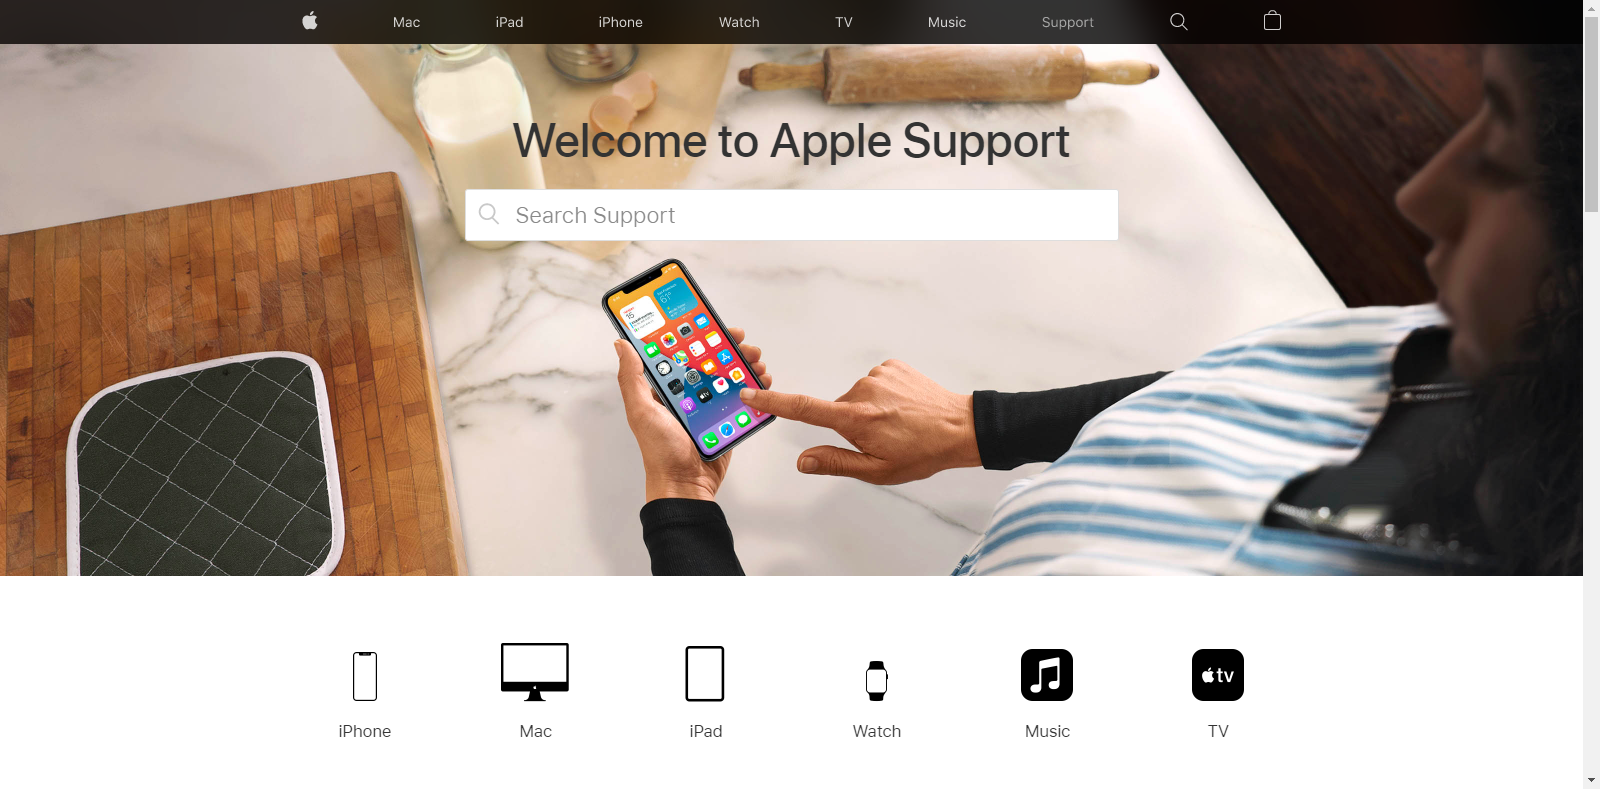 Mac
iPad
iPhone
Watch
TV
Music
Support
Welcome to Apple Support
Search Support
iPhone
Mac
iPad
Watch
tv
Music
TV